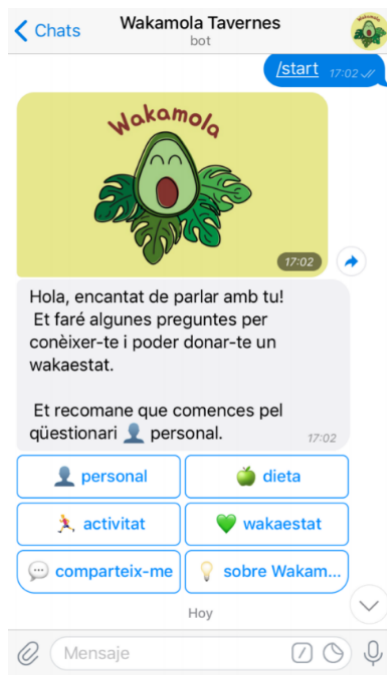 Chats
Wakamola Tavernes
bot
/start 17:02
Wakamola
17:02
Hola, encantat de parlar amb tu!
Et faré algunes preguntes per
conèixer-te i poder donar-te un
wakaestat.
Et recomane que comences pel
qüestionari 👤 personal.
17:02
👤 personal
🍏 dieta
🏃 activitat
💚 wakaestat
💬 comparteix-me
💡 sobre Wakam...
Hoy
Mensaje